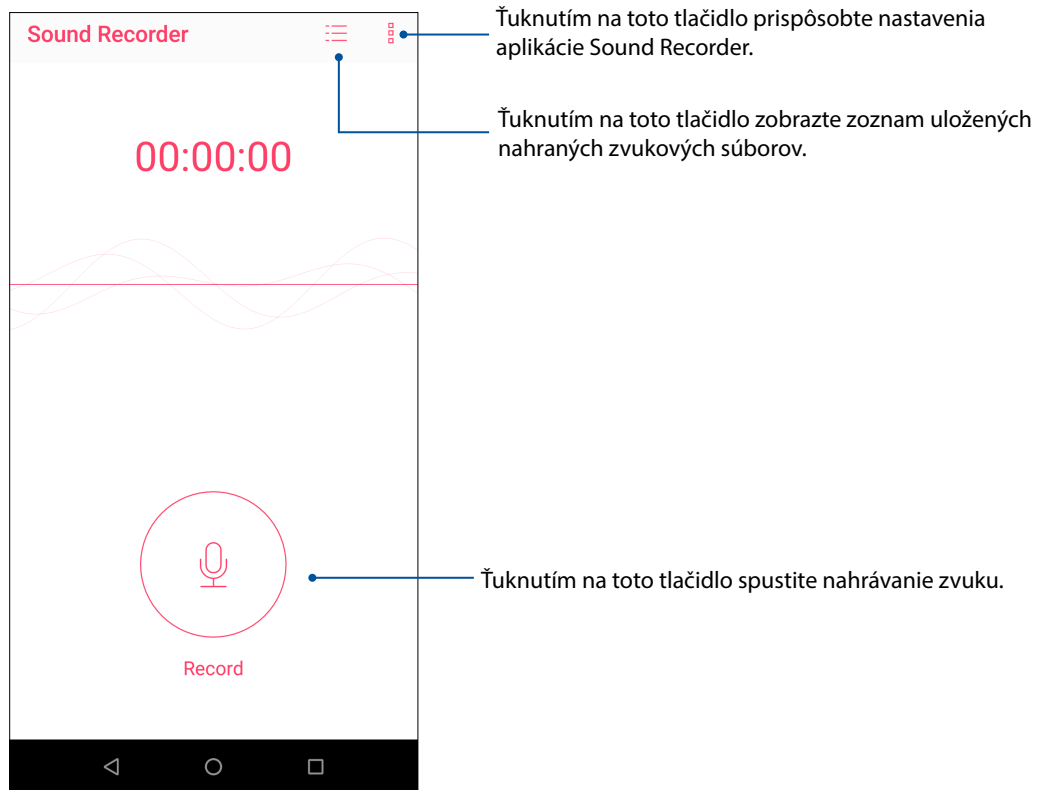 Sound Recorder
Ťuknutím na toto tlačidlo prispôsobte nastavenia
aplikácie Sound Recorder.
Ťuknutím na toto tlačidlo zobrazte zoznam uložených
nahraných zvukových súborov.
00:00:00
Ťuknutím na toto tlačidlo spustite nahrávanie zvuku.
Record